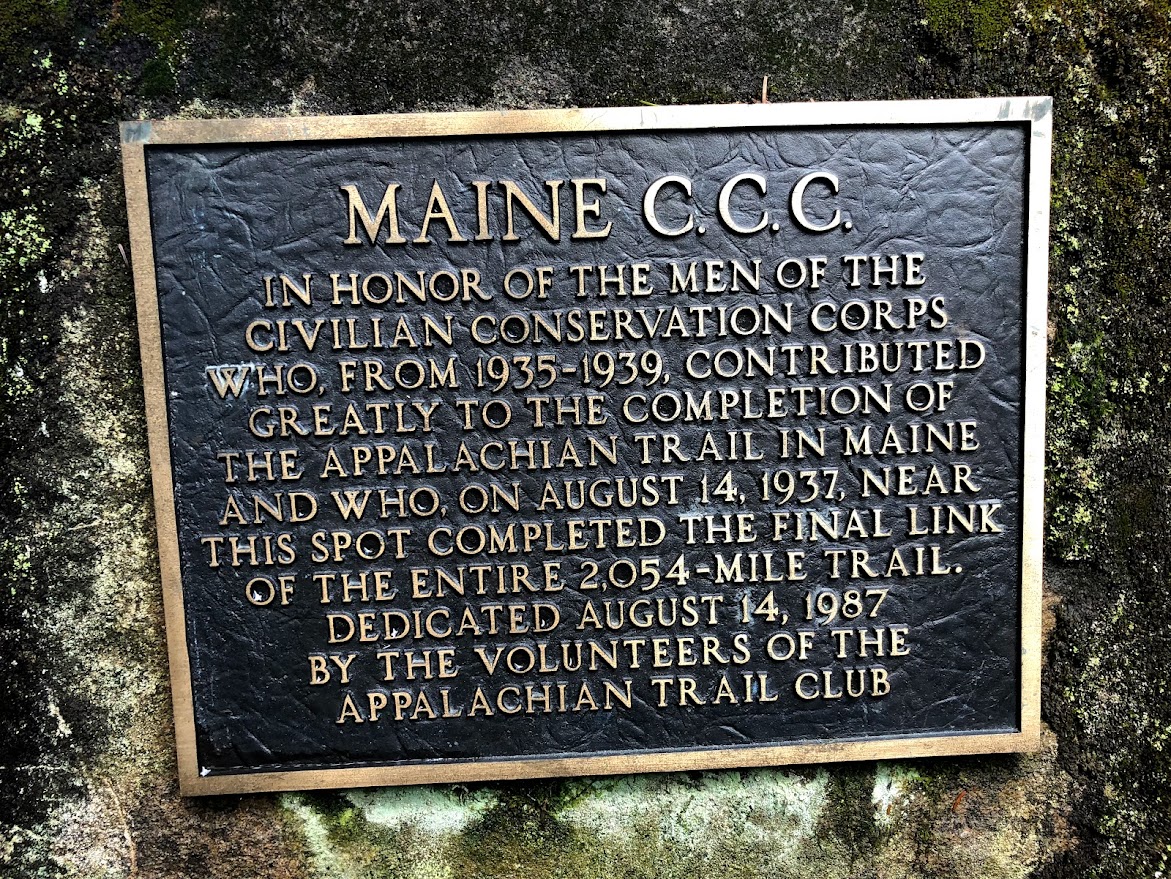 MAINE C.C.C.
IN HONOR OF THE MEN OF THE
CIVILIAN CONSERVATION CORPS
WHO, FROM 1935-1939, CONTRIBUTED
GREATLY TO THE COMPLETION OF
THE APPALACHIAN TRAIL IN MAINE
AND WHO, ON AUGUST 14, 1937, NEAR
THIS SPOT COMPLETED THE FINAL LINK
OF THE ENTIRE 2,054-MILE TRAIL.
DEDICATED AUGUST 14, 1987
BY THE VOLUNTEERS OF THE
APPALACHIAN TRAIL CLUB